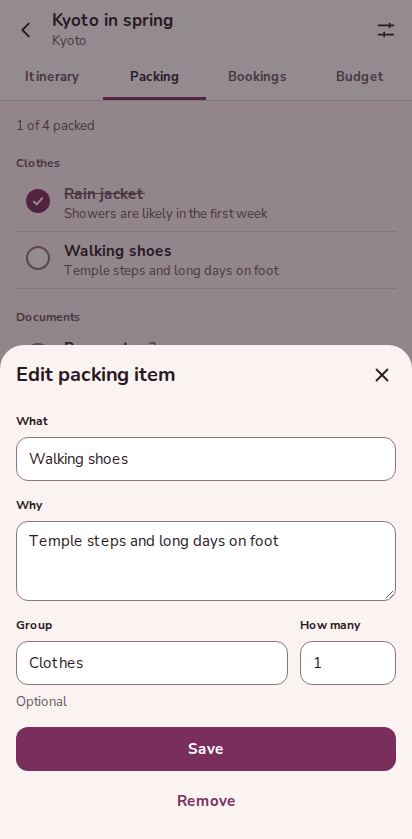 Kyoto in spring
Kyoto
Itinerary
Packing
Bookings
Budget
1 of 4 packed
Clothes
Rain jacket
Showers are likely in the first week
Walking shoes
Temple steps and long days on foot
Documents
Edit packing item
What
Walking shoes
Why
Temple steps and long days on foot
Group
How many
Clothes
1
Optional
Save
Remove